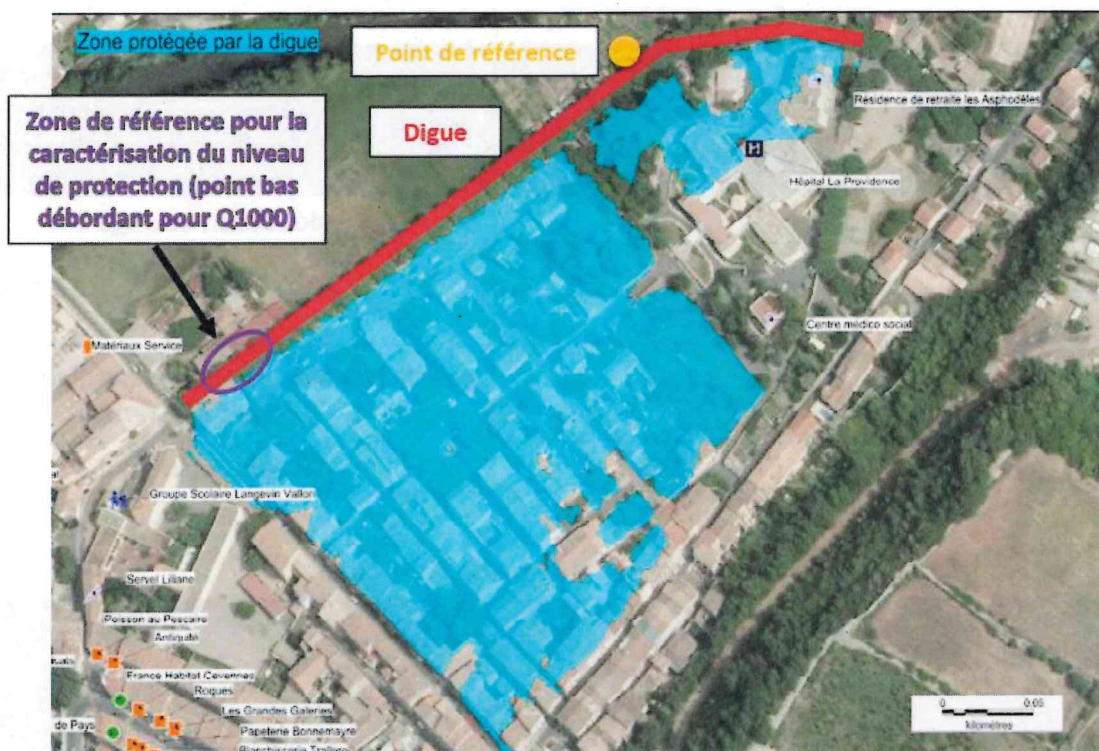 Zone protégée par la digue
Point de référence
Zone de référence pour la
caractérisation du niveau
de protection (point bas
débordant pour Q1000)
Digue
Résidence de retraite les Asphodèles
H
Hôpital La Providence
Centre médico social
Matériaux Service
Groupe Scolaire Langevin Vallon
Servel Liliane
Poisson au Pescaire
Antiquité
France Habitat Cevennes
Roques
Les Grandes Galeries
de Pays
Papeterie Bonnemayre
0 0.05
kilomètres